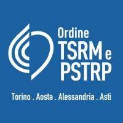 Ordine
TSRM e
PSTRP
Torino . Aosta . Alessandria . Asti